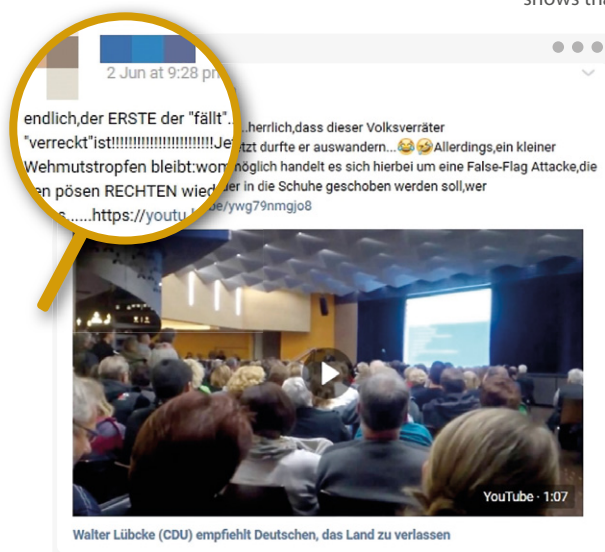 shows tha
2 Jun at 9:28 pm
endlich,der ERSTE der "fällt"....herrlich,dass dieser Volksverräter
"verreckt"ist!!!!!!!!!!!!!!!!!!!!!!!!!Jetzt durfte er auswandern...😂🤣Allerdings,ein kleiner
Wehmutstropfen bleibt:womöglich handelt es sich hierbei um eine False-Flag Attacke,die
pösen RECHTEN wieder in die Schuhe geschoben werden soll,wer
......https://youtu.be/ywg79nmgjo8
YouTube · 1:07
Walter Lübcke (CDU) empfiehlt Deutschen, das Land zu verlassen